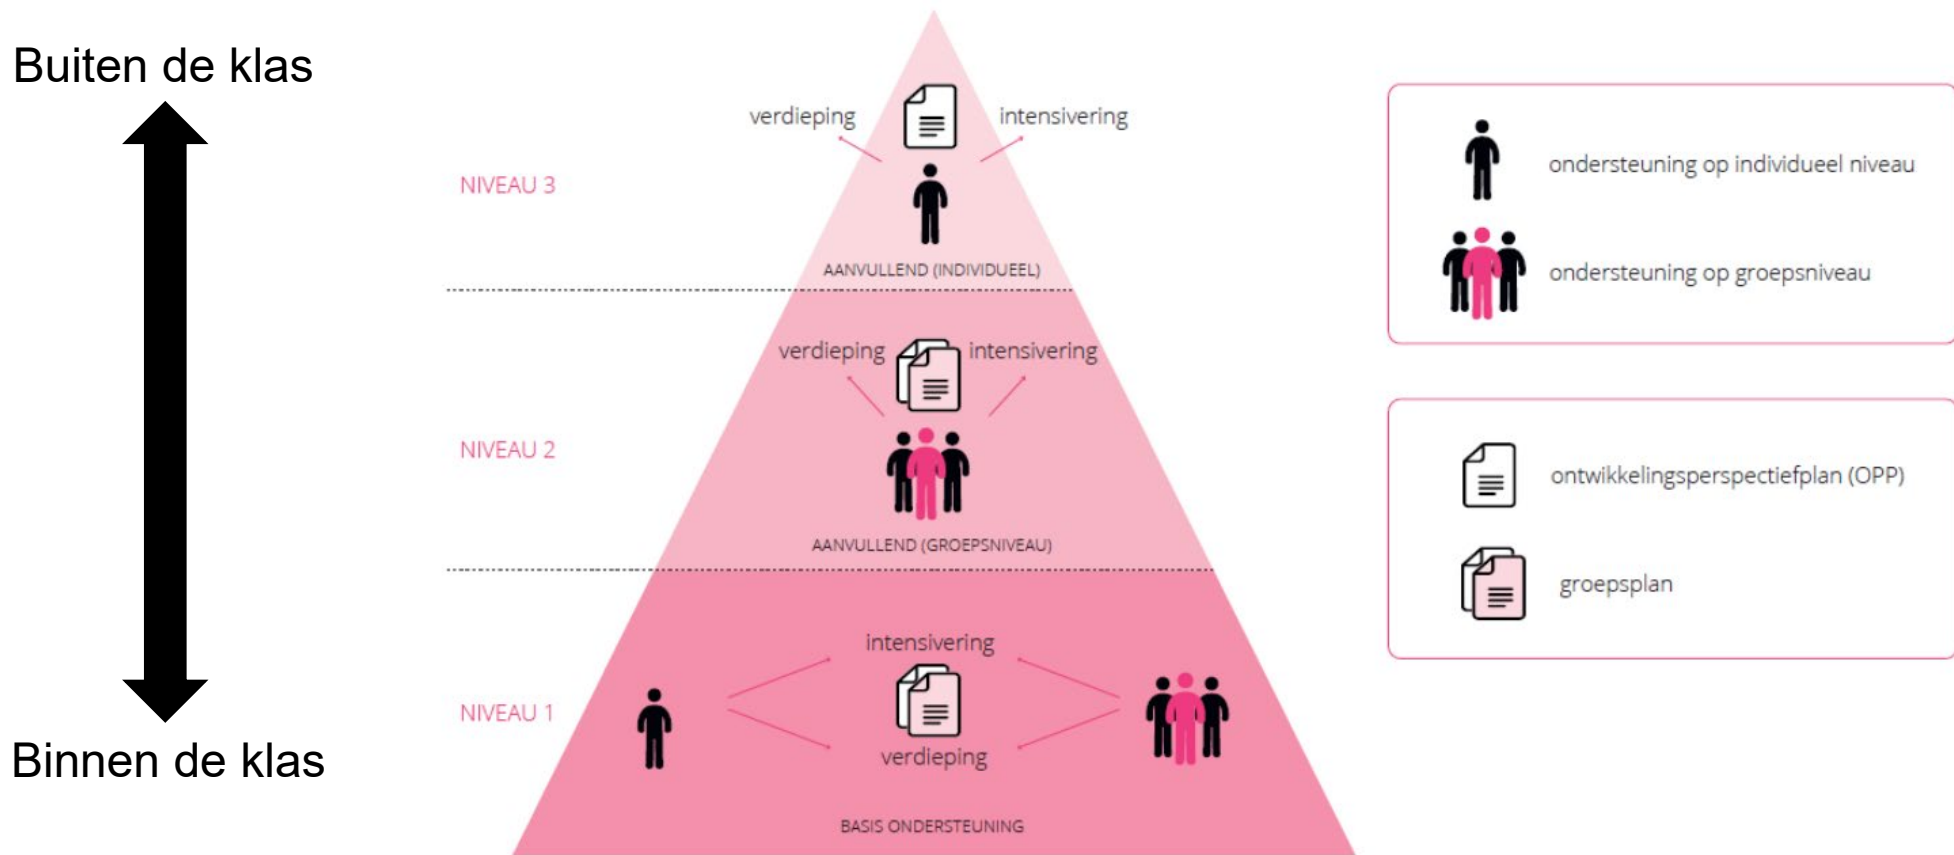 Buiten de klas
Binnen de klas
verdieping
intensivering
NIVEAU 3
AANVULLEND (INDIVIDUEEL)
verdieping
intensivering
NIVEAU 2
AANVULLEND (GROEPSNIVEAU)
intensivering
NIVEAU 1
verdieping
BASIS ONDERSTEUNING
ondersteuning op individueel niveau
ondersteuning op groepsniveau
ontwikkelingsperspectiefplan (OPP)
groepsplan